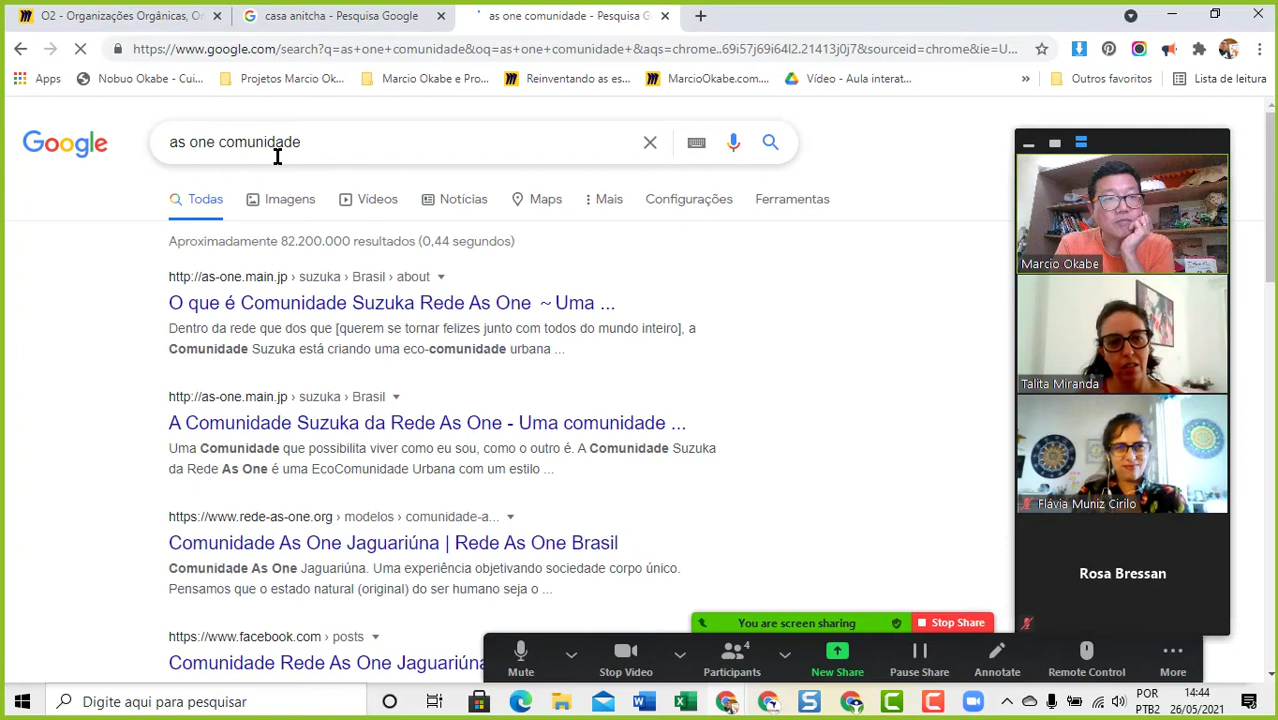 O2 - Organizações Orgânicas, Or
casa anitcha - Pesquisa Google
as one comunidade - Pesquisa G
https://www.google.com/search?q=as+one+comunidade&oq=as+one+comunidade+&aqs=chrome..69i57j69i64l2.21413j0j7&sourceid=chrome&ie=U...
Apps
Nobuo Okabe - Cui...
Projetos Marcio Ok...
Marcio Okabe e Pro...
Reinventando as es...
MarcioOkabe.com....
Vídeo - Aula interat...
»
Outros favoritos
Lista de leitura
Google
as one comunidade
Todas
Imagens
Vídeos
Notícias
Maps
Mais
Configurações
Ferramentas
Aproximadamente 82.200.000 resultados (0,44 segundos)
http://as-one.main.jp › suzuka › Brasil › about
O que é Comunidade Suzuka Rede As One ~ Uma ...
Dentro da rede que dos que [querem se tornar felizes junto com todos do mundo inteiro], a
Comunidade Suzuka está criando uma eco-comunidade urbana ...
http://as-one.main.jp › suzuka › Brasil
A Comunidade Suzuka da Rede As One - Uma comunidade ...
Uma Comunidade que possibilita viver como eu sou, como o outro é. A Comunidade Suzuka
da Rede As One é uma EcoComunidade Urbana com um estilo ...
https://www.rede-as-one.org › modelos › comunidade-a...
Comunidade As One Jaguariúna | Rede As One Brasil
Comunidade As One Jaguariúna. Uma experiência objetivando sociedade corpo único.
Pensamos que o estado natural (original) do ser humano seja o ...
https://www.facebook.com › posts
Comunidade Rede As One Jaguariúna
Marcio Okabe
Talita Miranda
Flávia Muniz Cirilo
Rosa Bressan
You are screen sharing
Stop Share
Mute
Stop Video
4
Participants
New Share
Pause Share
Annotate
Remote Control
More
Digite aqui para pesquisar
POR
PTB2
14:44
26/05/2021